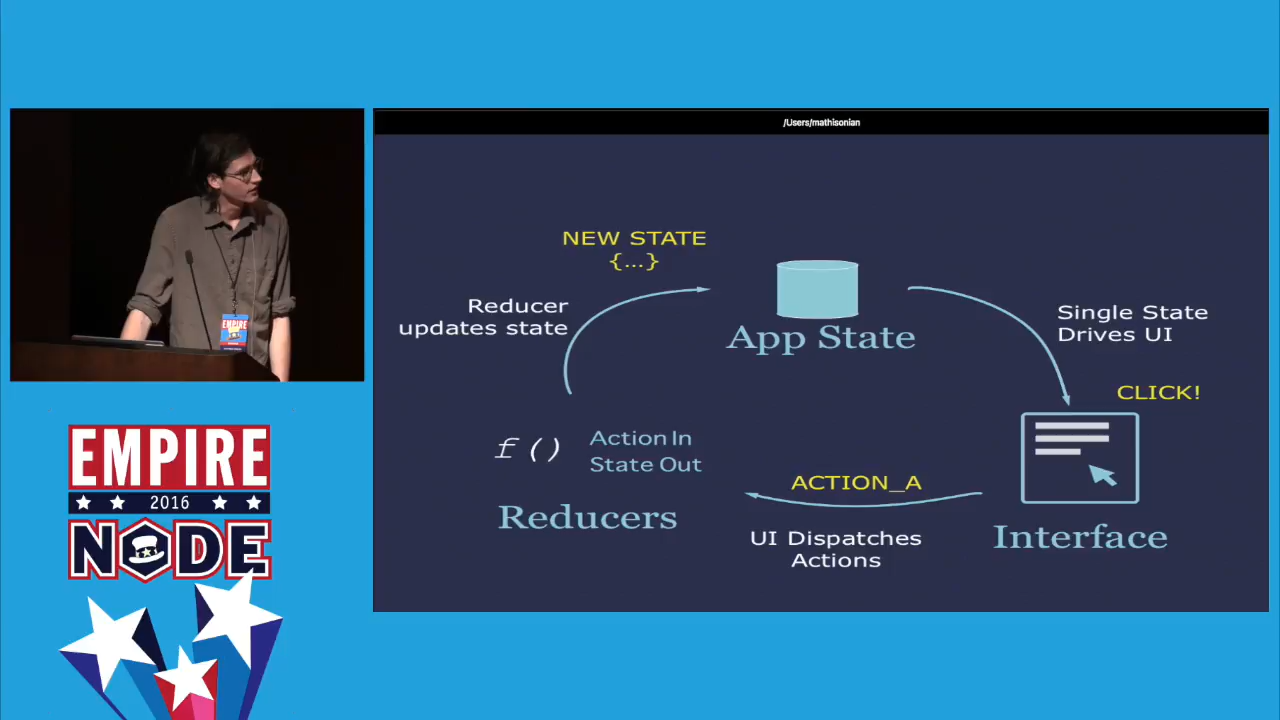 /Users/mathisonian
NEW STATE
{...}
Reducer
updates state
App State
Single State
Drives UI
CLICK!
f ()
Action In
State Out
Reducers
ACTION_A
UI Dispatches
Actions
Interface
EMPIRE
EMPIRE
2016
NODE